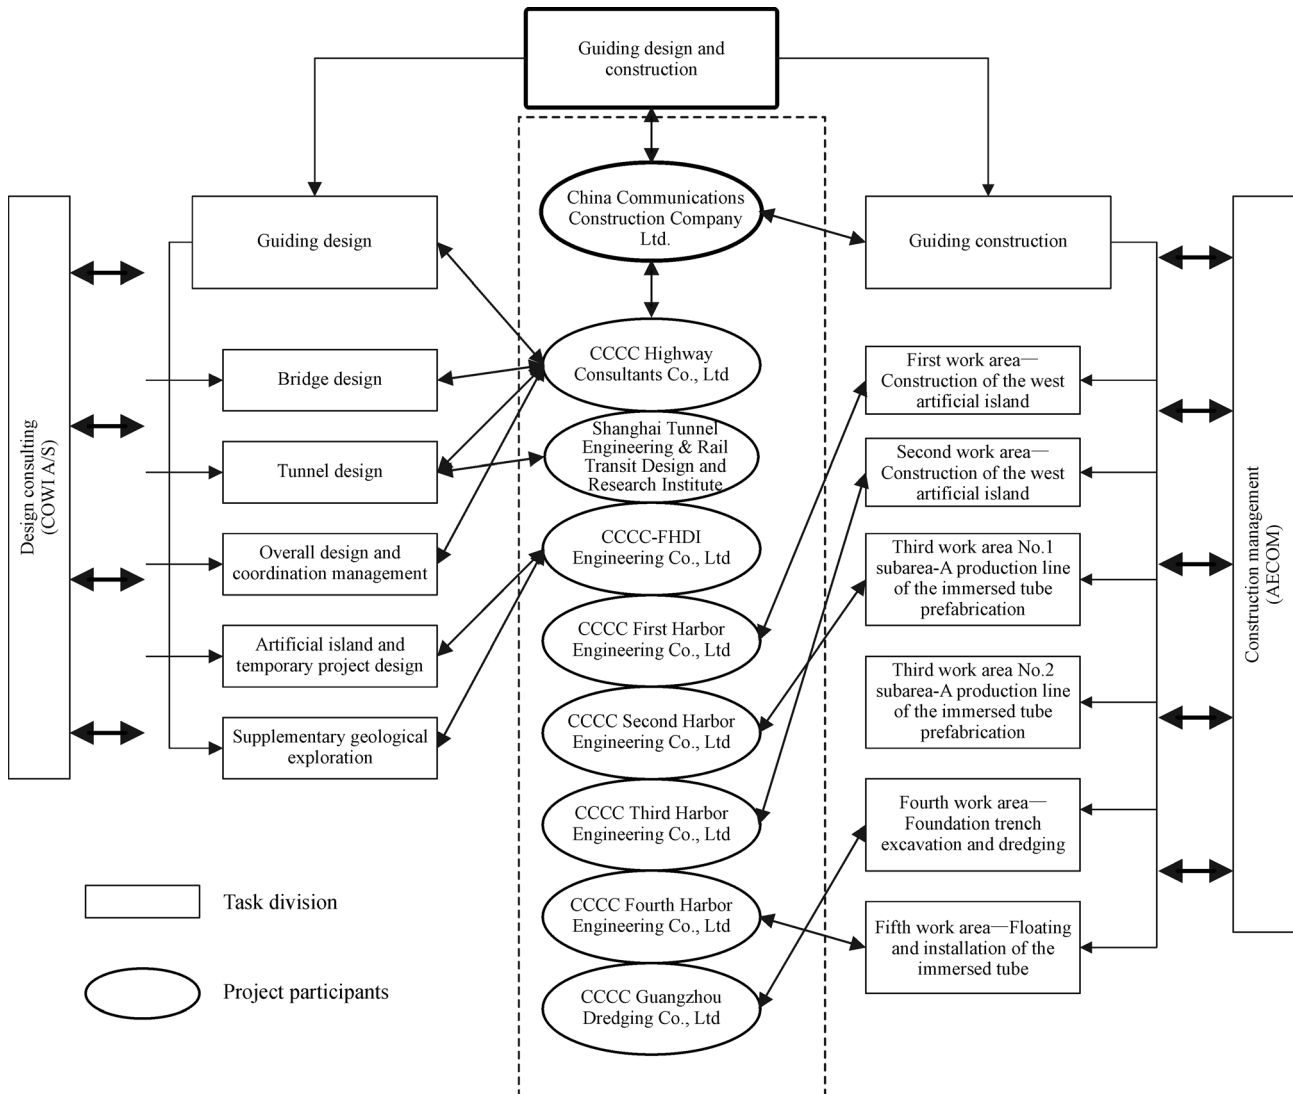 Guiding design and
construction
Design consulting
(COWI A/S)
Guiding design
Bridge design
Tunnel design
Overall design and
coordination management
Artificial island and
temporary project design
Supplementary geological
exploration
China Communications
Construction Company
Ltd.
CCCC Highway
Consultants Co., Ltd
Shanghai Tunnel
Engineering & Rail
Transit Design and
Research Institute
CCCC-FHDI
Engineering Co., Ltd
CCCC First Harbor
Engineering Co., Ltd
CCCC Second Harbor
Engineering Co., Ltd
CCCC Third Harbor
Engineering Co., Ltd
CCCC Fourth Harbor
Engineering Co., Ltd
CCCC Guangzhou
Dredging Co., Ltd
Guiding construction
First work area—
Construction of the west
artificial island
Second work area—
Construction of the west
artificial island
Third work area No.1
subarea-A production line
of the immersed tube
prefabrication
Third work area No.2
subarea-A production line
of the immersed tube
prefabrication
Fourth work area—
Foundation trench
excavation and dredging
Fifth work area—Floating
and installation of the
immersed tube
Construction management
(AECOM)
Task division
Project participants